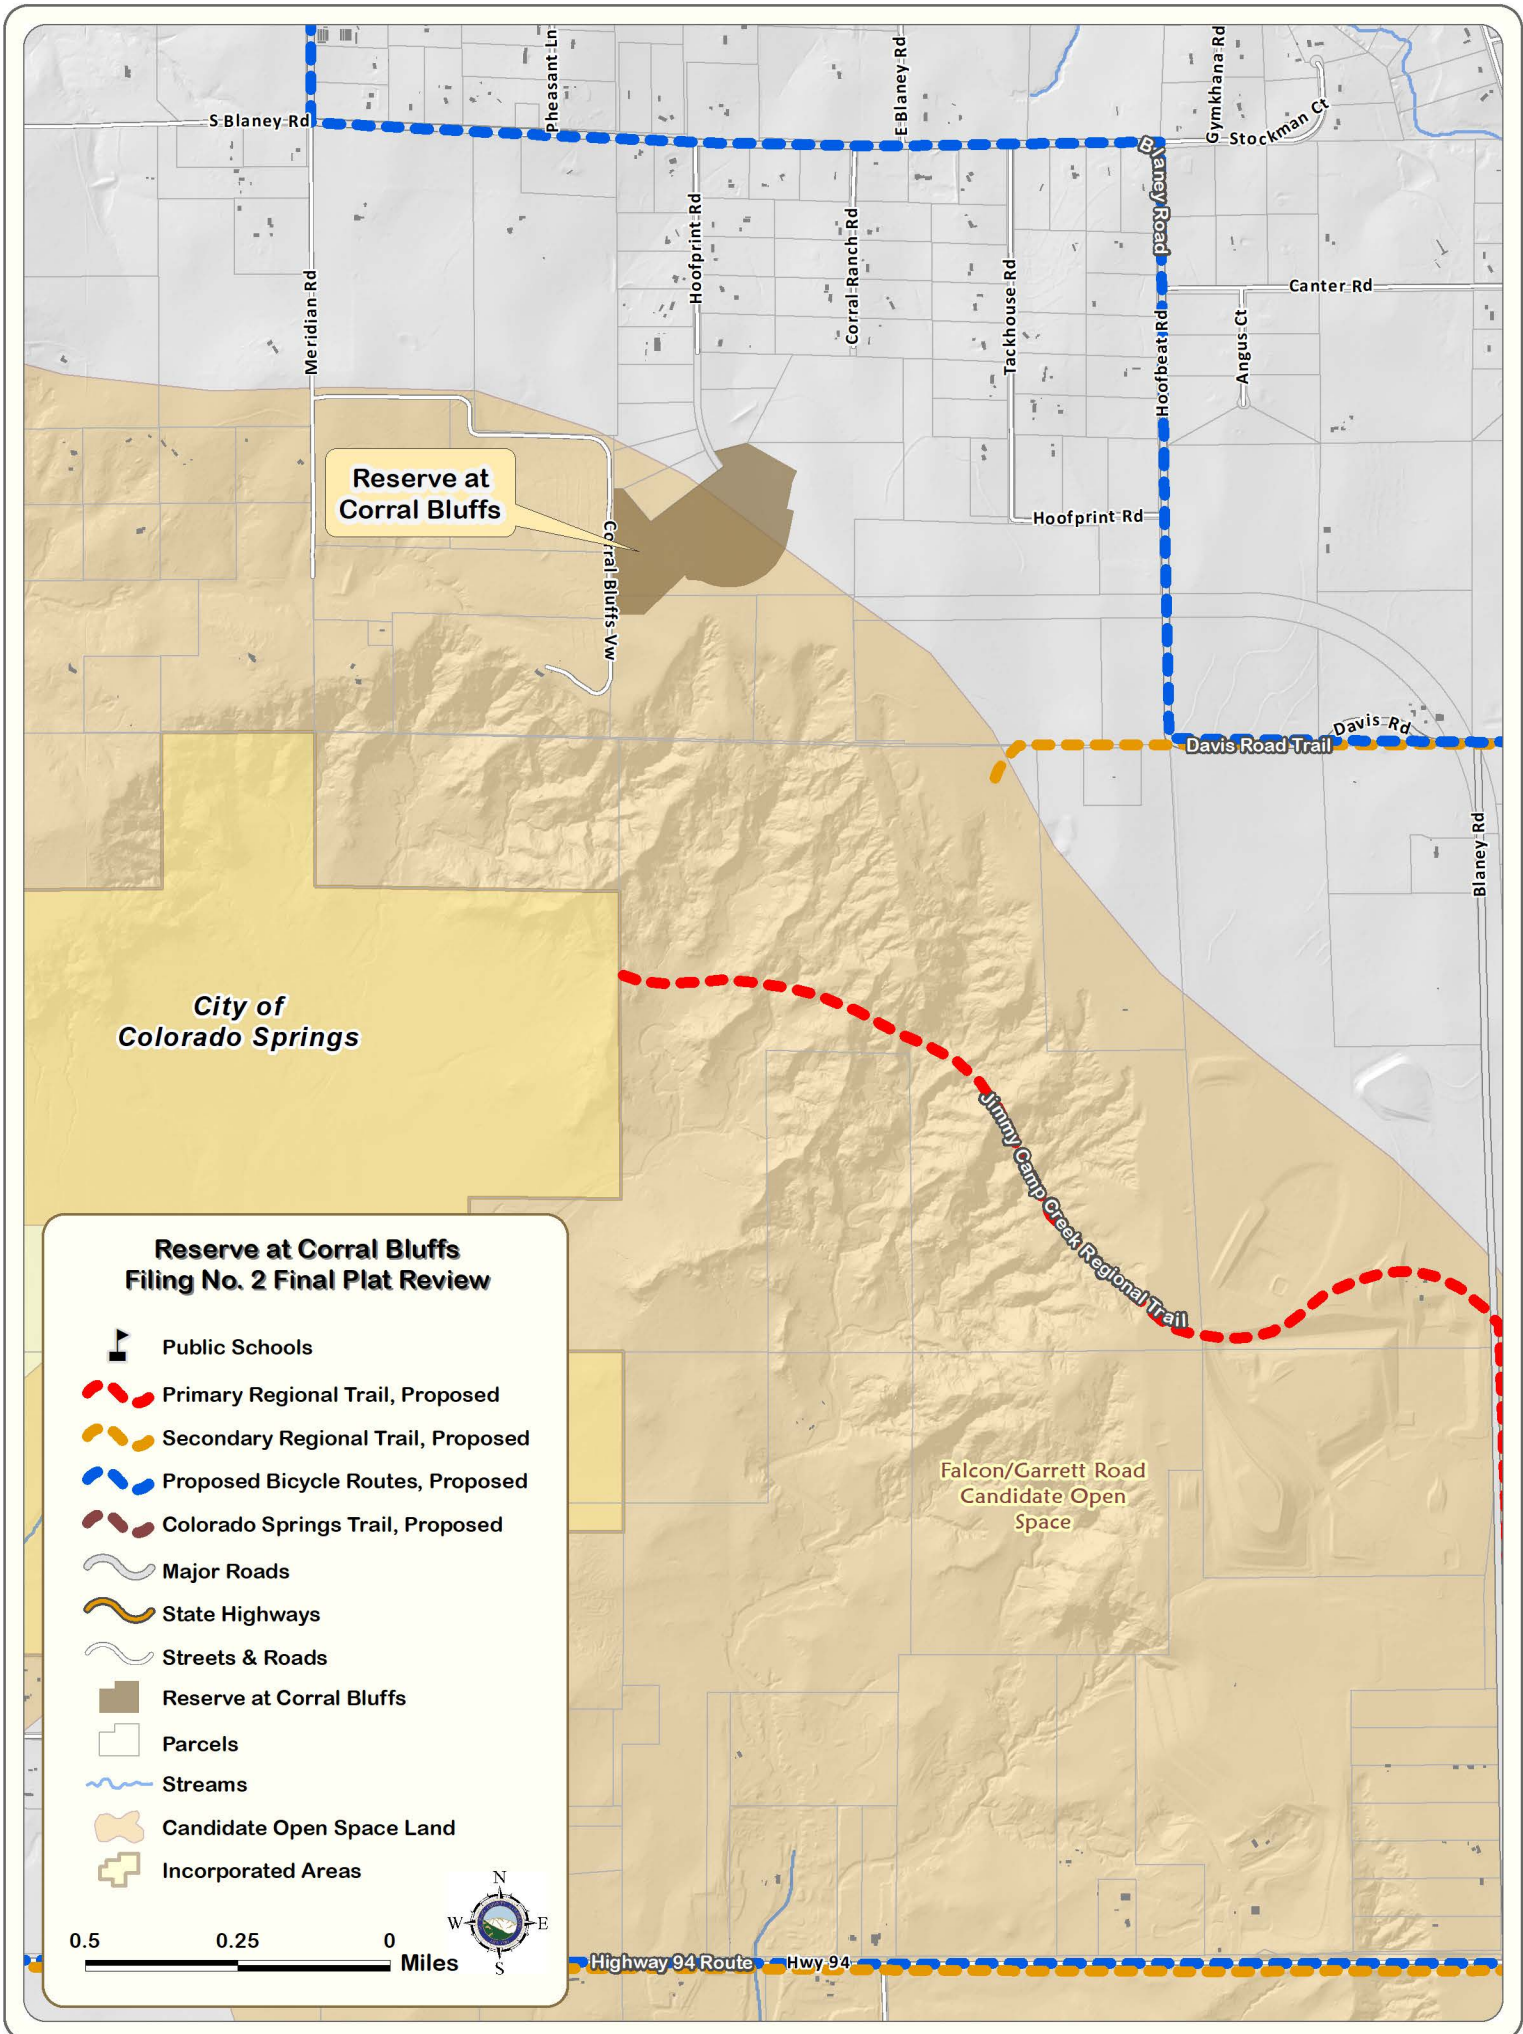 Pheasant Ln
E Blaney Rd
Gymkhana Rd
Stockman Ct
S Blaney Rd
Blaney Road
Hoofprint Rd
Corral Ranch Rd
Tackhouse Rd
Meridian Rd
Canter Rd
Hoofbeat Rd
Angus Ct
Reserve at
Corral Bluffs
Hoofprint Rd
Corral Bluffs Vw
Davis Rd
Davis Road Trail
Blaney Rd
City of
Colorado Springs
Jimmy Camp Creek Regional Trail
Falcon/Garrett Road
Candidate Open
Space
Reserve at Corral Bluffs
Filing No. 2 Final Plat Review
Public Schools
Primary Regional Trail, Proposed
Secondary Regional Trail, Proposed
Proposed Bicycle Routes, Proposed
Colorado Springs Trail, Proposed
Major Roads
State Highways
Streets & Roads
Reserve at Corral Bluffs
Parcels
Streams
Candidate Open Space Land
Incorporated Areas
N
W E
S
0.5 0.25 0
Miles
Highway 94 Route
Hwy 94